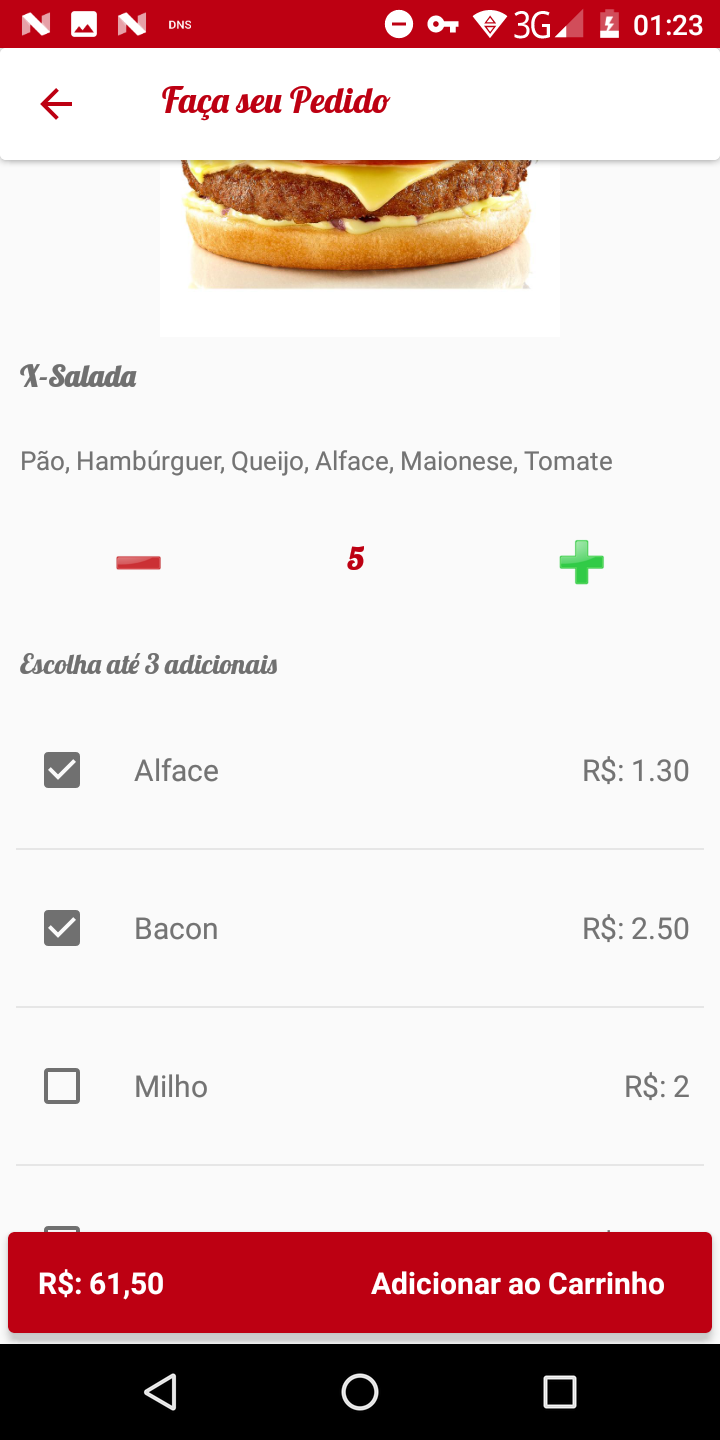 DNS 3G 01:23
Faça seu Pedido
X-Salada
Pão, Hambúrguer, Queijo, Alface, Maionese, Tomate
5
Escolha até 3 adicionais
Alface R$: 1.30
Bacon R$: 2.50
Milho R$: 2
R$: 61,50 Adicionar ao Carrinho